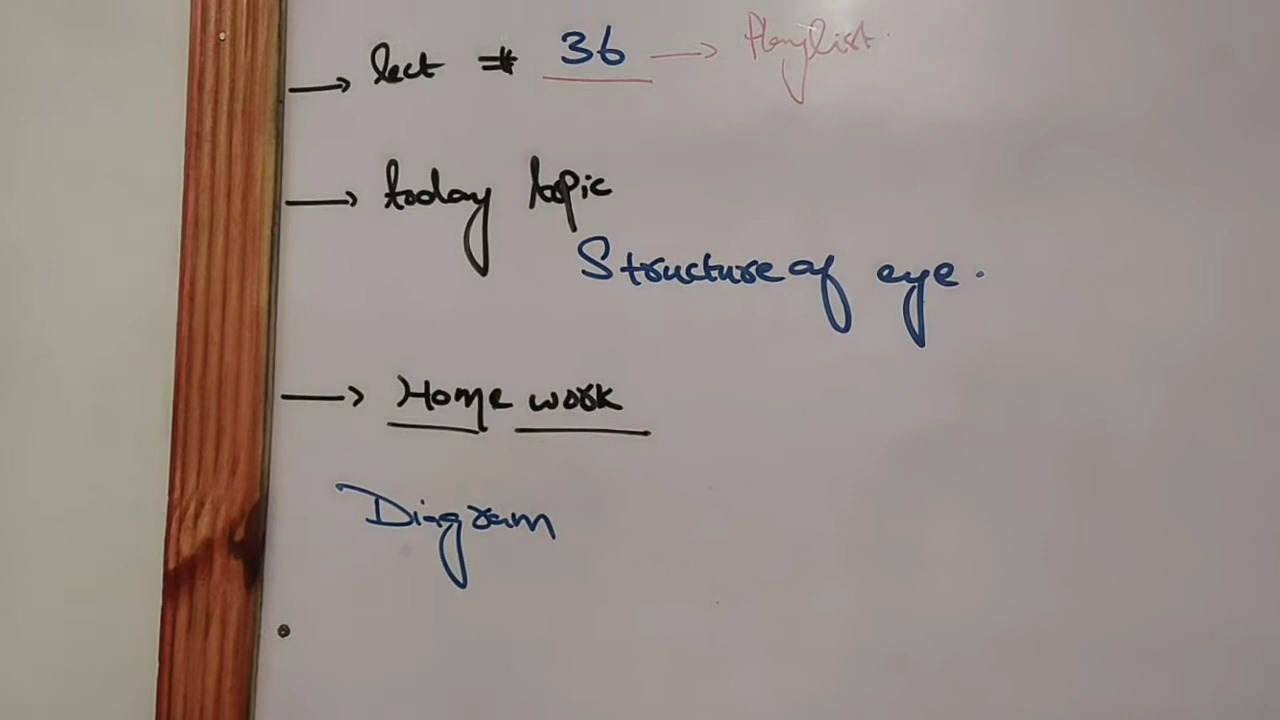 → lect # 36 → Playlist.
→ today topic
Structure of eye.
→ Home work
Diagram